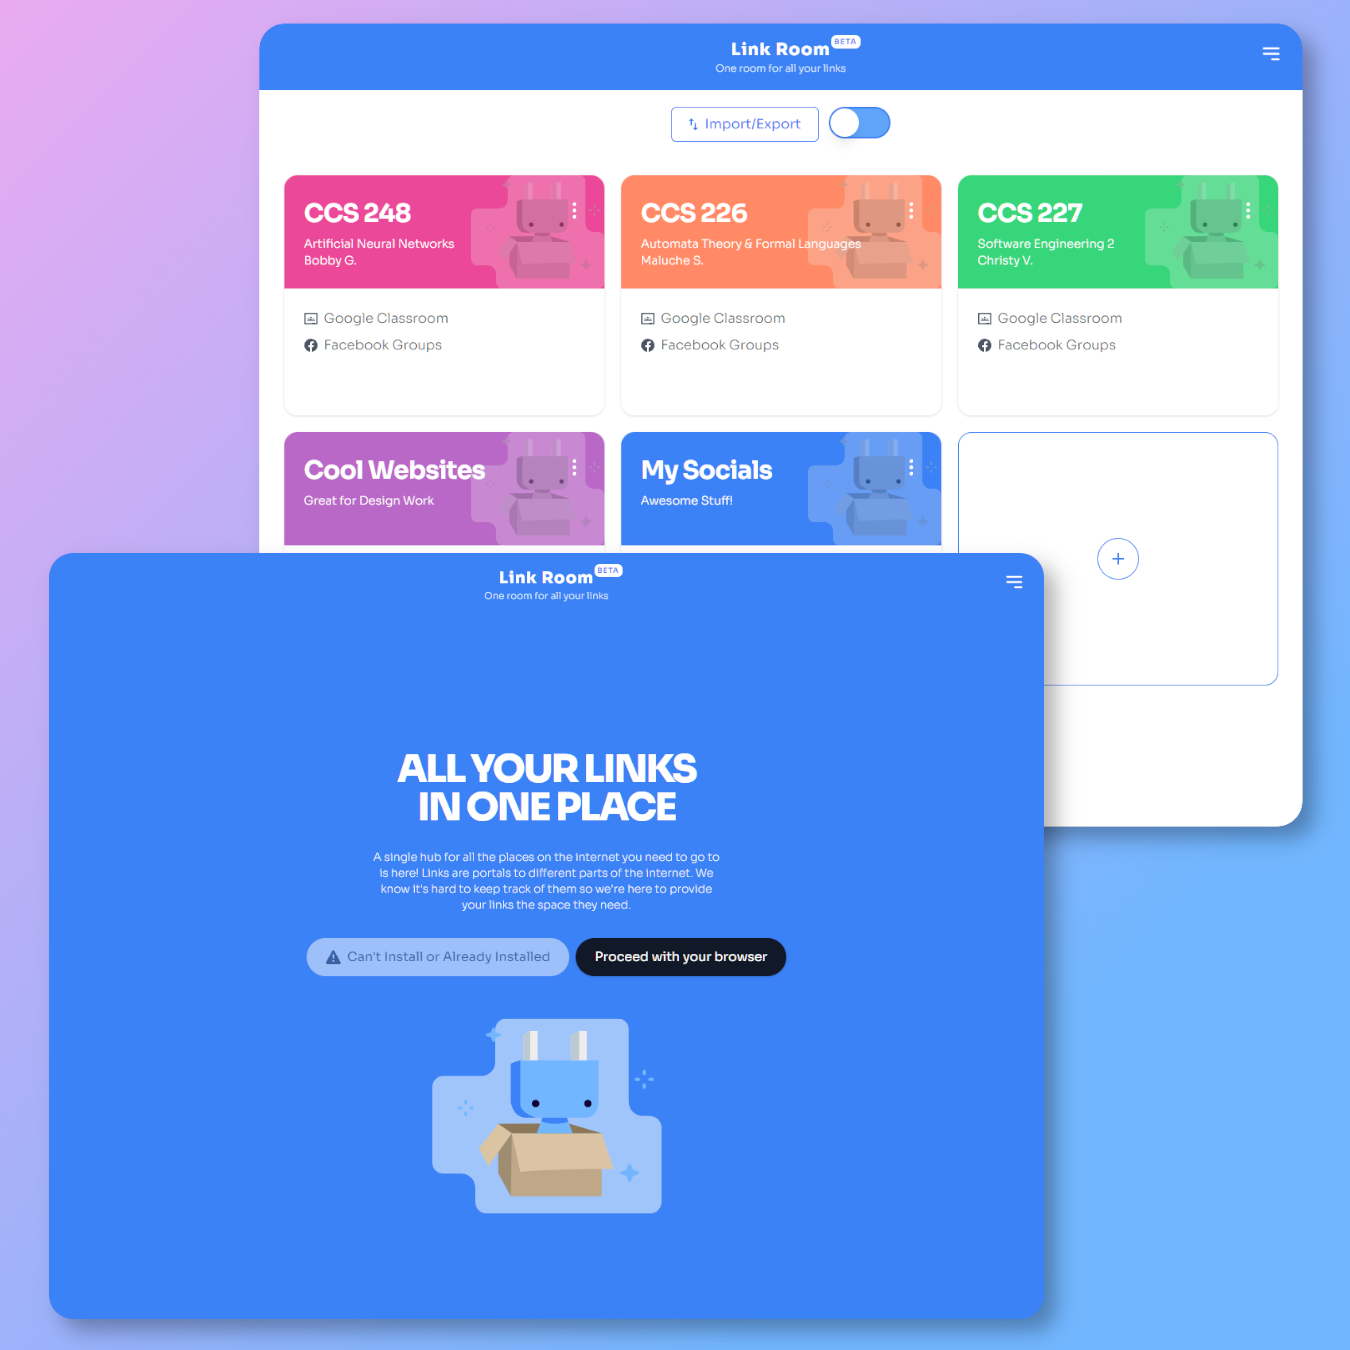 Link Room BETA
One room for all your links
Import/Export
CCS 248
Artificial Neural Networks
Bobby G.
Google Classroom
Facebook Groups
CCS 226
Automata Theory & Formal Languages
Maluche S.
Google Classroom
Facebook Groups
CCS 227
Software Engineering 2
Christy V.
Google Classroom
Facebook Groups
Cool Websites
Great for Design Work
My Socials
Awesome Stuff!
Link Room BETA
One room for all your links
ALL YOUR LINKS
IN ONE PLACE
A single hub for all the places on the internet you need to go to
is here! Links are portals to different parts of the internet. We
know it's hard to keep track of them so we're here to provide
your links the space they need.
Can't Install or Already Installed
Proceed with your browser